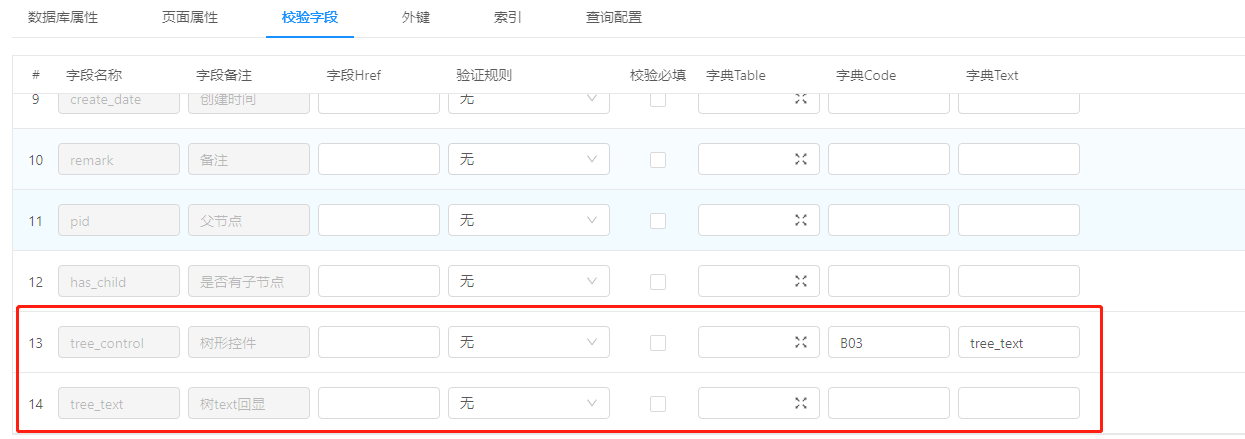 数据库属性 页面属性 校验字段 外键 索引 查询配置
# 字段名称 字段备注 字段Href 验证规则 校验必填 字典Table 字典Code 字典Text
9 create_date 创建时间 无
10 remark 备注 无
11 pid 父节点 无
12 has_child 是否有子节点 无
13 tree_control 树形控件 无 B03 tree_text
14 tree_text 树text回显 无